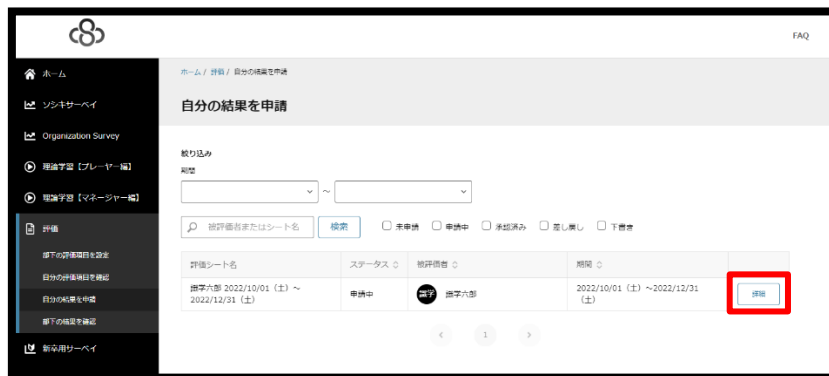 FAQ
ホーム
ソシキサーベイ
Organization Survey
理論学習【プレーヤー編】
理論学習【マネージャー編】
評価
部下の評価項目を設定
自分の評価項目を確認
自分の結果を申請
部下の結果を確認
新卒用サーベイ
ホーム / 評価 / 自分の結果を申請
自分の結果を申請
絞り込み
期間
～
被評価者またはシート名
検索
未申請 申請中 承認済み 差し戻し 下書き
評価シート名 ステータス 被評価者 期間
識学六郎 2022/10/01（土）～
2022/12/31（土）
申請中
識学
識学六郎
2022/10/01（土）～2022/12/31
（土）
詳細
1